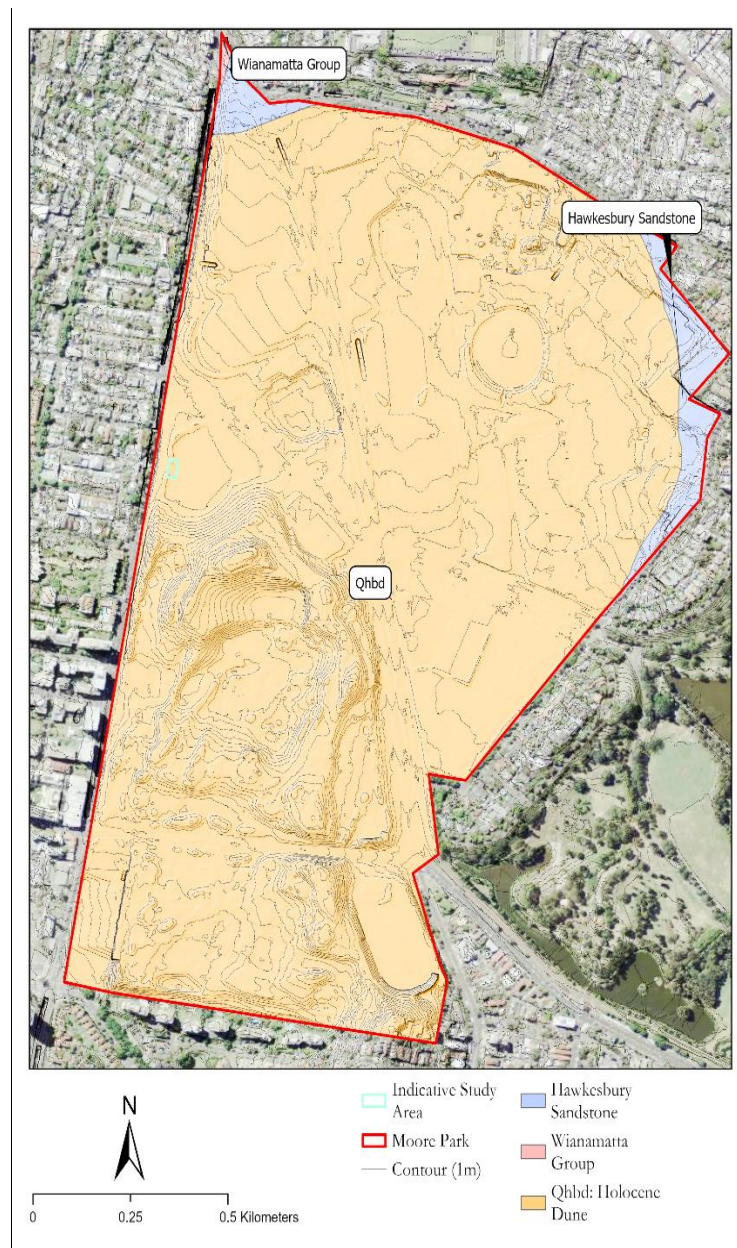 Wianamatta Group
Hawkesbury Sandstone
Qhbd
N
0
0.25
0.5 Kilometers
Indicative Study
Area
Moore Park
Contour (1m)
Hawkesbury
Sandstone
Wianamatta
Group
Qhbd: Holocene
Dune